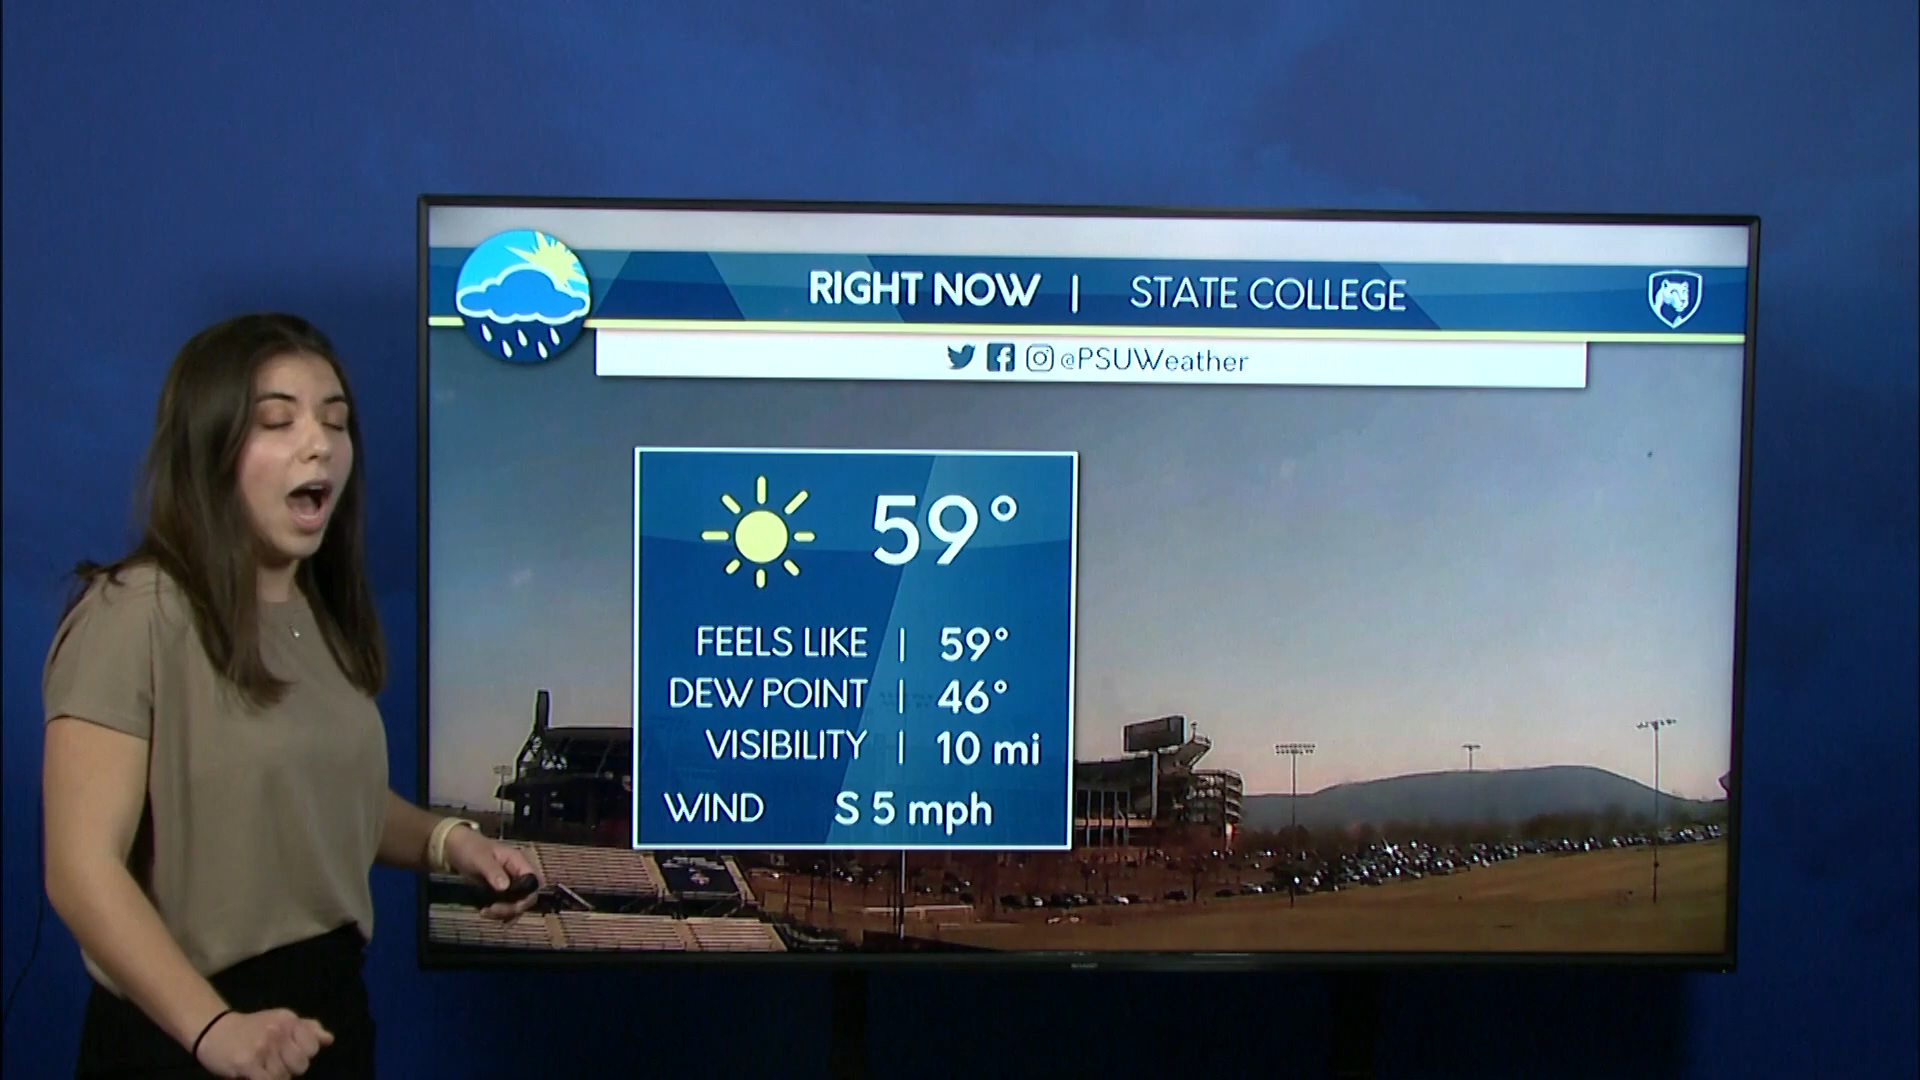 RIGHT NOW | STATE COLLEGE
@PSUWeather
59°
FEELS LIKE | 59°
DEW POINT | 46°
VISIBILITY | 10 mi
WIND S 5 mph